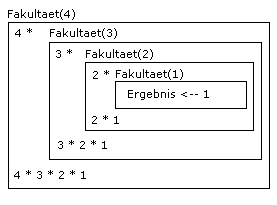 Fakultaet(4)
4 * Fakultaet(3)
3 * Fakultaet(2)
2 * Fakultaet(1)
Ergebnis <-- 1
2 * 1
3 * 2 * 1
4 * 3 * 2 * 1